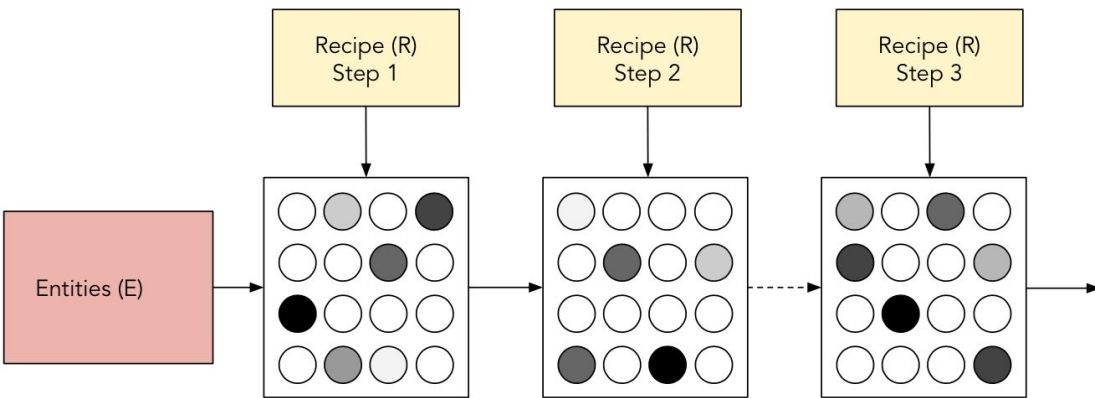 Recipe (R)
Step 1
Recipe (R)
Step 2
Recipe (R)
Step 3
Entities (E)